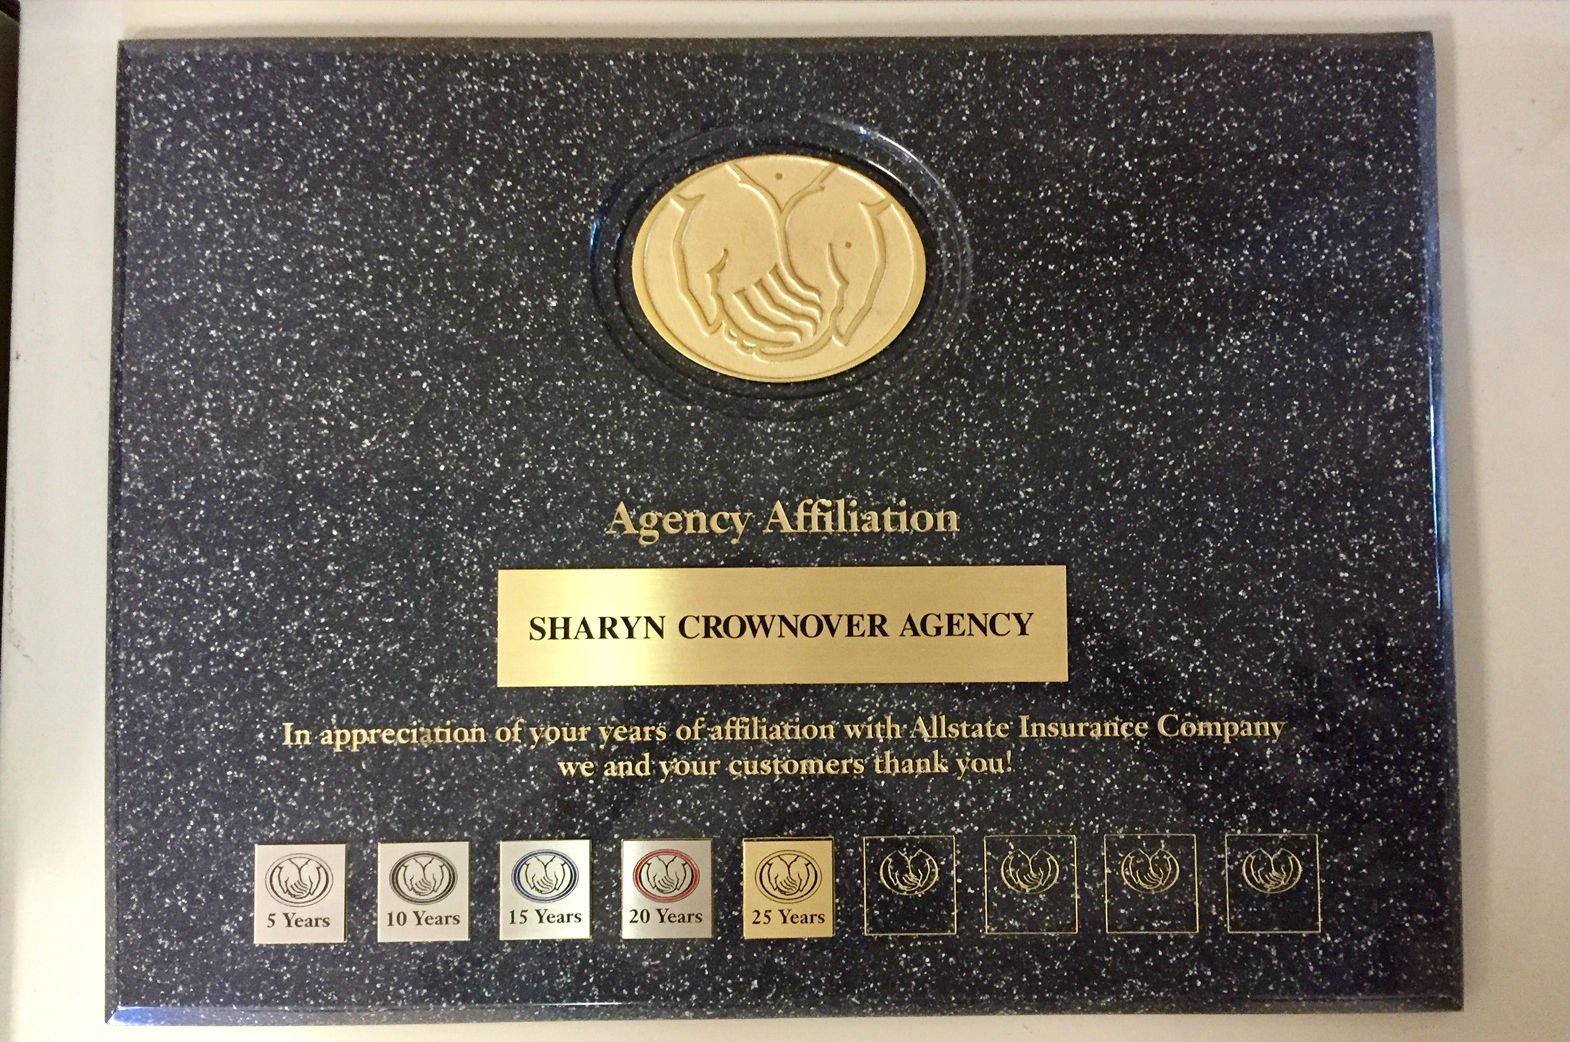 Agency Affiliation
SHARYN CROWNOVER AGENCY
In appreciation of your years of affiliation with Allstate Insurance Company
we and your customers thank you!
5 Years 10 Years 15 Years 20 Years 25 Years